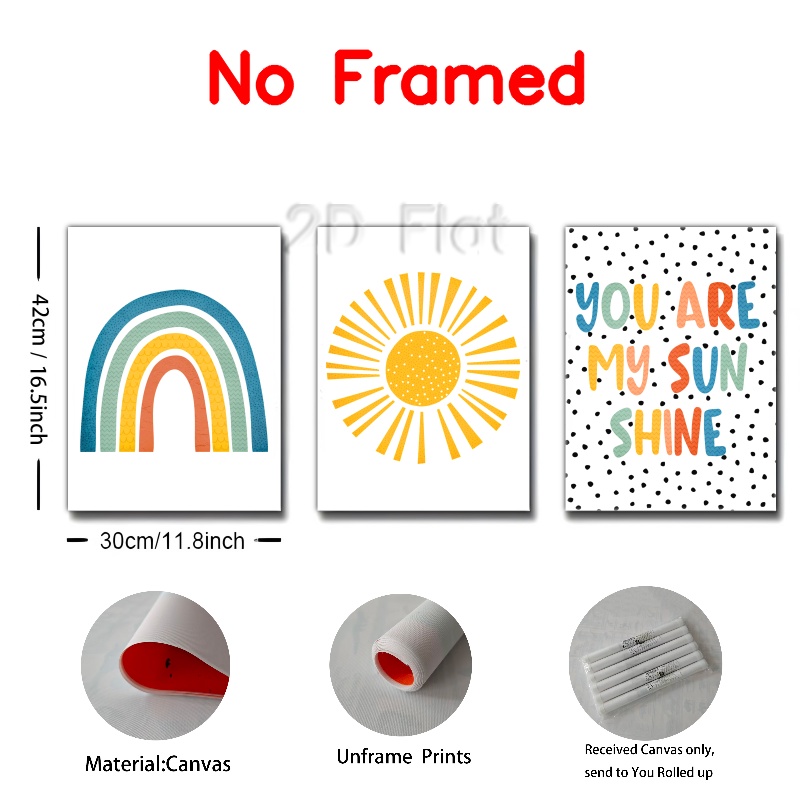 No Framed
2D Flat
42cm / 16.5inch
YOU ARE
MY SUN
SHINE
30cm/11.8inch
Material:Canvas
Unframe Prints
Received Canvas only,
send to You Rolled up